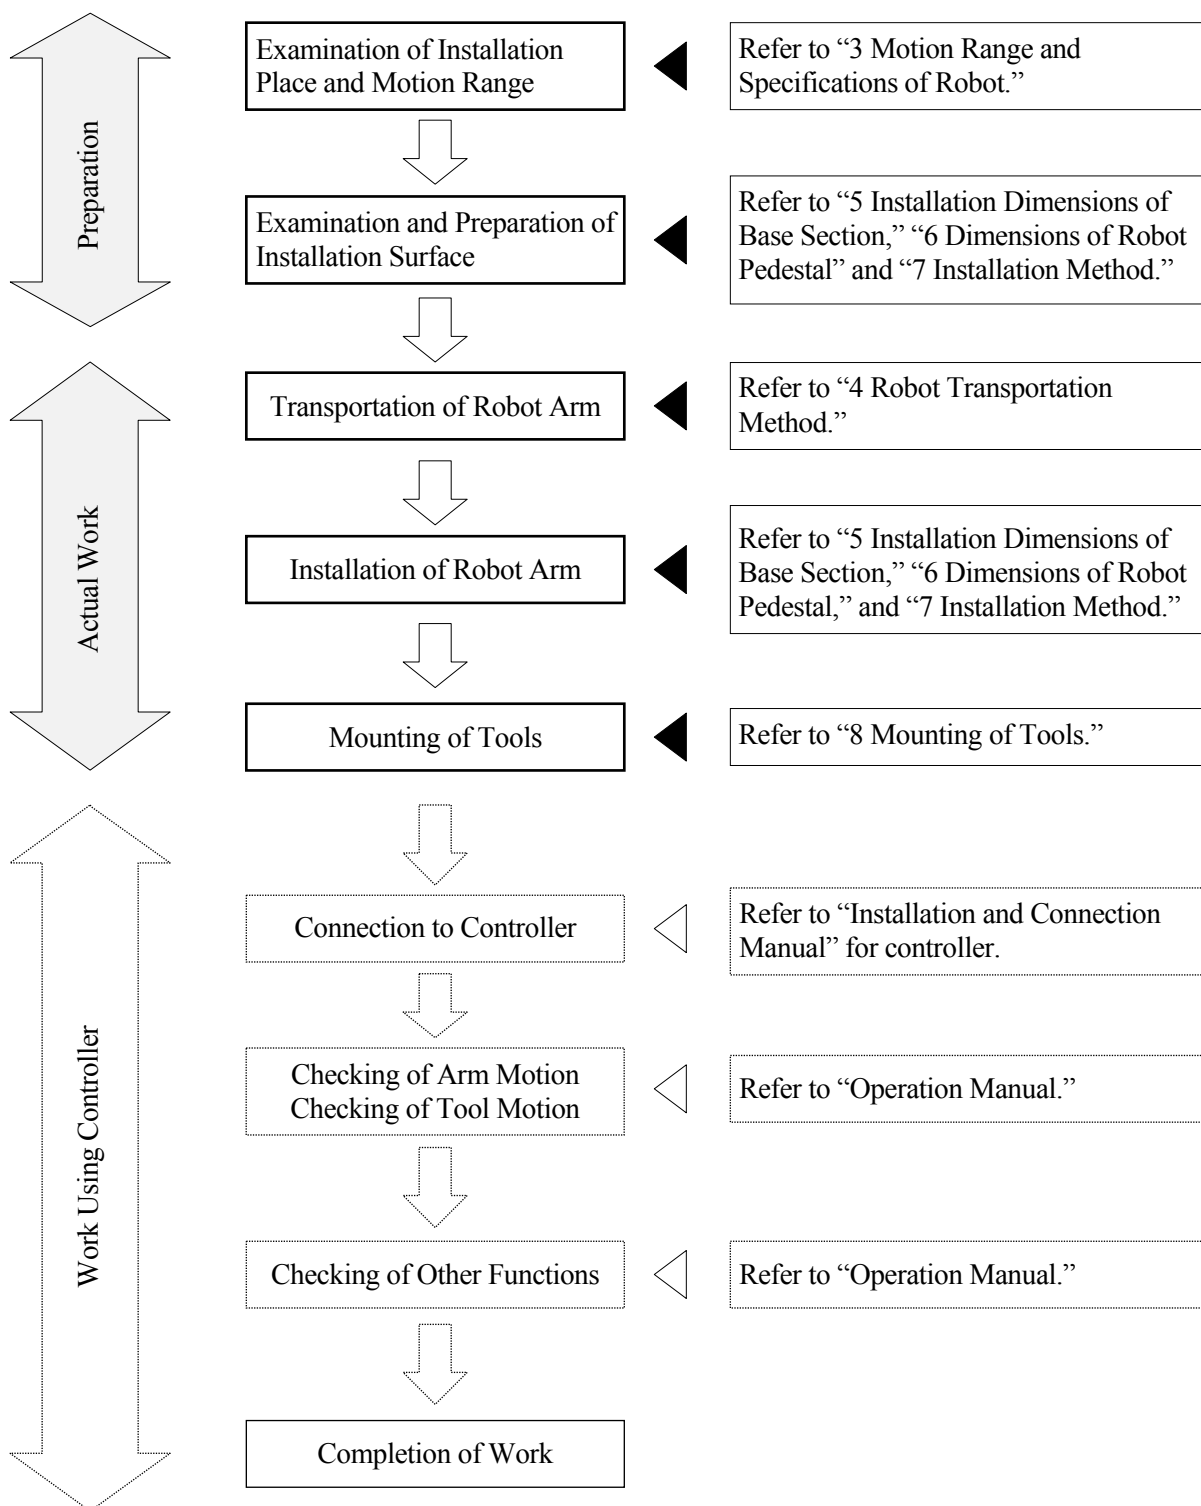 Preparation
Examination of Installation
Place and Motion Range
Refer to “3 Motion Range and
Specifications of Robot.”
Examination and Preparation of
Installation Surface
Refer to “5 Installation Dimensions of
Base Section,” “6 Dimensions of Robot
Pedestal” and “7 Installation Method.”
Actual Work
Transportation of Robot Arm
Refer to “4 Robot Transportation
Method.”
Installation of Robot Arm
Refer to “5 Installation Dimensions of
Base Section,” “6 Dimensions of Robot
Pedestal,” and “7 Installation Method.”
Mounting of Tools
Refer to “8 Mounting of Tools.”
Work Using Controller
Connection to Controller
Refer to “Installation and Connection
Manual” for controller.
Checking of Arm Motion
Checking of Tool Motion
Refer to “Operation Manual.”
Checking of Other Functions
Refer to “Operation Manual.”
Completion of Work